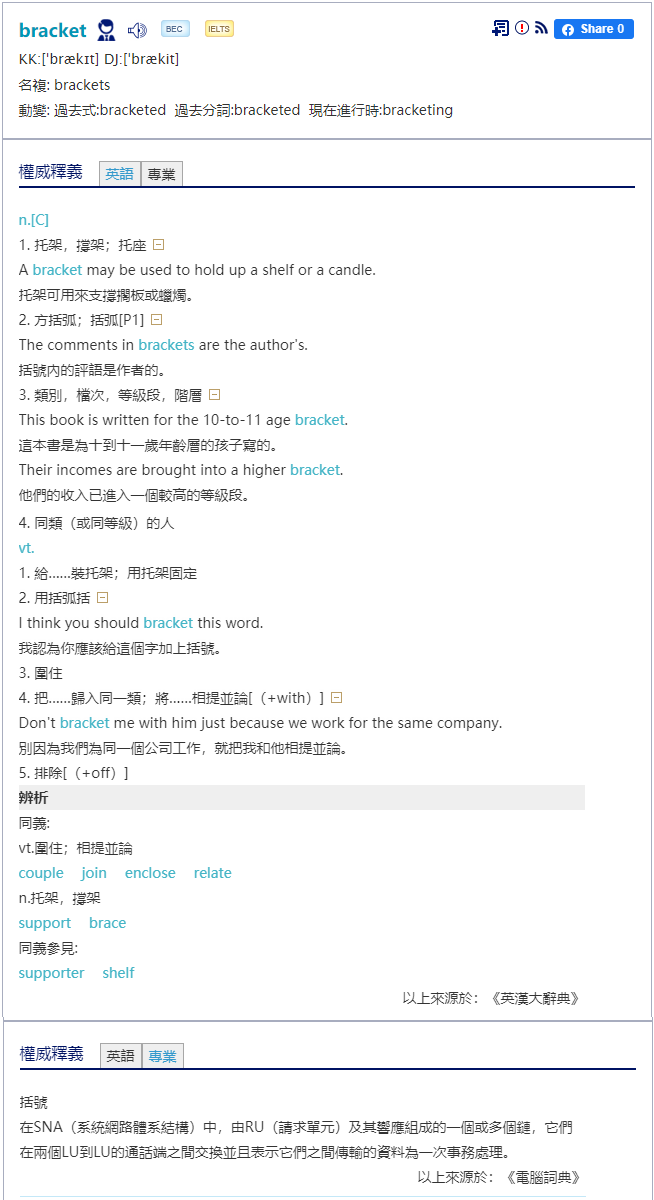 bracket BEC IELTS Share 0
KK:['brækɪt] DJ:['brækit]
名複: brackets
動變: 過去式:bracketed 過去分詞:bracketed 現在進行時:bracketing
權威釋義 英語 專業
n.[C]
1. 托架，撐架；托座
A bracket may be used to hold up a shelf or a candle.
托架可用來支撐擱板或蠟燭。
2. 方括弧；括弧[P1]
The comments in brackets are the author's.
括號內的評語是作者的。
3. 類別，檔次，等級段，階層
This book is written for the 10-to-11 age bracket.
這本書是為十到十一歲年齡層的孩子寫的。
Their incomes are brought into a higher bracket.
他們的收入已進入一個較高的等級段。
4. 同類（或同等級）的人
vt.
1. 給……裝托架；用托架固定
2. 用括弧括
I think you should bracket this word.
我認為你應該給這個字加上括號。
3. 圍住
4. 把……歸入同一類；將……相提並論[（+with）]
Don't bracket me with him just because we work for the same company.
別因為我們為同一個公司工作，就把我和他相提並論。
5. 排除[（+off）]
辨析
同義:
vt.圍住；相提並論
couple join enclose relate
n.托架，撐架
support brace
同義參見:
supporter shelf
以上來源於：《英漢大辭典》
權威釋義 英語 專業
括號
在SNA（系統網路體系結構）中，由RU（請求單元）及其響應組成的一個或多個鏈，它們
在兩個LU到LU的通話端之間交換並且表示它們之間傳輸的資料為一次事務處理。
以上來源於：《電腦詞典》